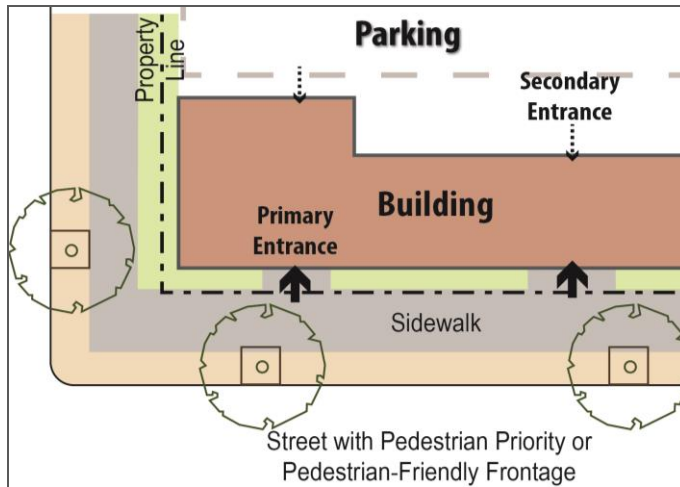 Parking
Property
Line
Secondary
Entrance
Primary
Entrance
Building
Sidewalk
Street with Pedestrian Priority or
Pedestrian-Friendly Frontage